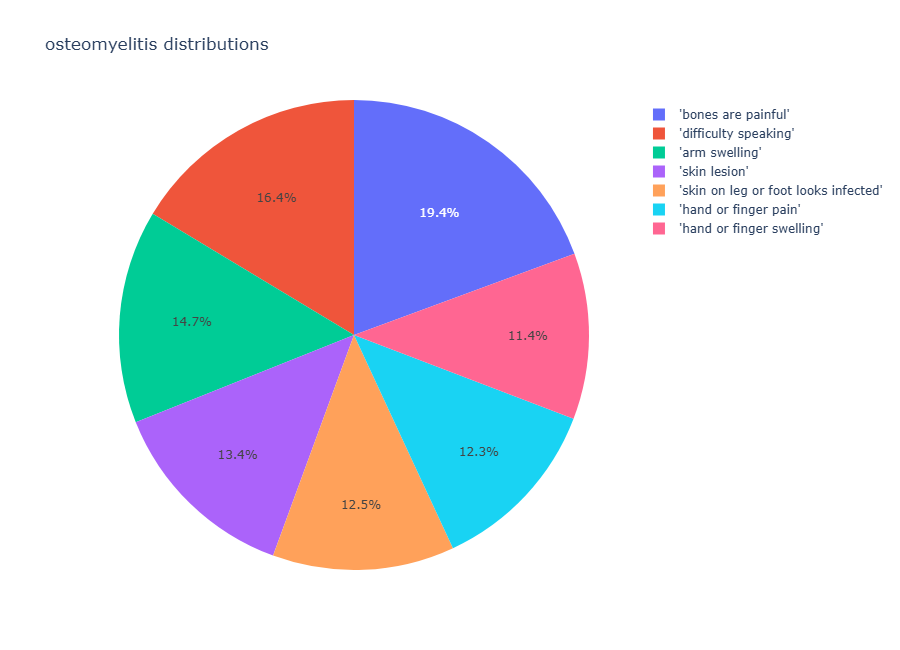 osteomyelitis distributions
'bones are painful'
'difficulty speaking'
'arm swelling'
'skin lesion'
'skin on leg or foot looks infected'
'hand or finger pain'
'hand or finger swelling'
16.4%
19.4%
14.7%
11.4%
13.4%
12.3%
12.5%